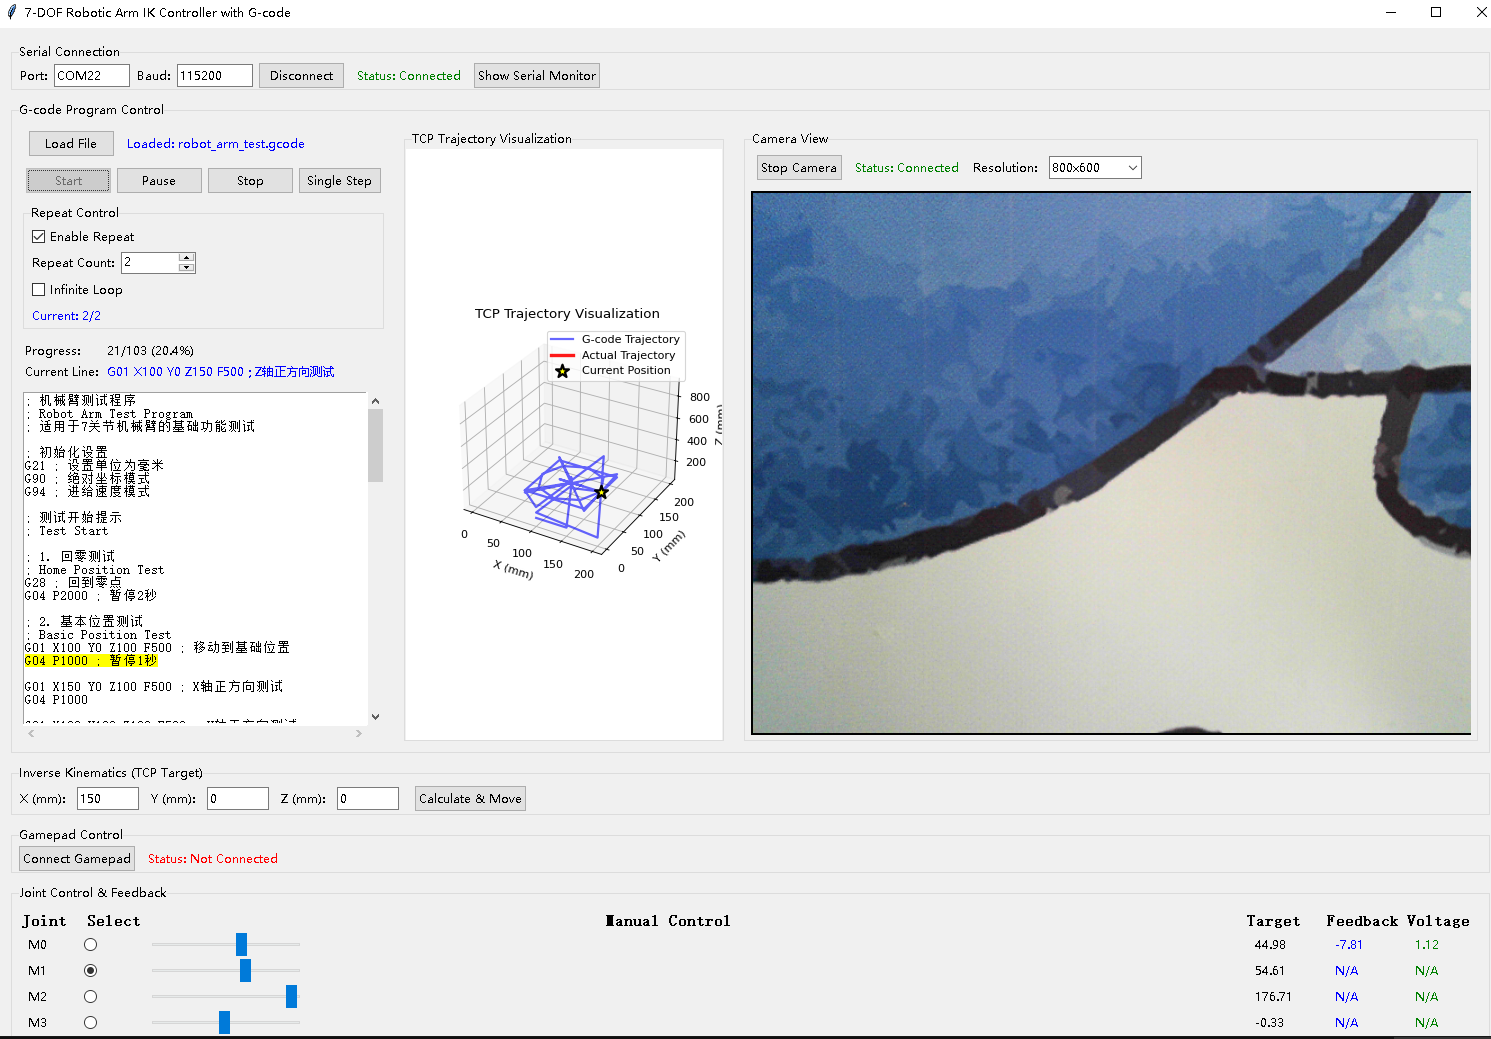 7-DOF Robotic Arm IK Controller with G-code
Serial Connection
Port: COM22 Baud: 115200 Disconnect Status: Connected Show Serial Monitor
G-code Program Control
Load File Loaded: robot_arm_test.gcode
Start Pause Stop Single Step
Repeat Control
Enable Repeat
Repeat Count: 2
Infinite Loop
Current: 2/2
Progress: 21/103 (20.4%)
Current Line: G01 X100 Y0 Z150 F500 ; Z轴正方向测试
; 机械臂测试程序
; Robot Arm Test Program
; 适用于7关节机械臂的基础功能测试
; 初始化设置
G21 ; 设置单位为毫米
G90 ; 绝对坐标模式
G94 ; 进给速度模式
; 测试开始提示
; Test Start
; 1. 回零测试
; Home Position Test
G28 ; 回到零点
G04 P2000 ; 暂停2秒
; 2. 基本位置测试
; Basic Position Test
G01 X100 Y0 Z100 F500 ; 移动到基础位置
G04 P1000 ; 暂停1秒
G01 X150 Y0 Z100 F500 ; X轴正方向测试
G04 P1000
TCP Trajectory Visualization
TCP Trajectory Visualization
G-code Trajectory
Actual Trajectory
Current Position
800
600
400
200
Z (mm)
200
150
100
50
0
Y (mm)
0
50
100
150
200
X (mm)
Camera View
Stop Camera Status: Connected Resolution: 800x600
Inverse Kinematics (TCP Target)
X (mm): 150 Y (mm): 0 Z (mm): 0 Calculate & Move
Gamepad Control
Connect Gamepad Status: Not Connected
Joint Control & Feedback
Joint Select Manual Control Target Feedback Voltage
M0 44.98 -7.81 1.12
M1 54.61 N/A N/A
M2 176.71 N/A N/A
M3 -0.33 N/A N/A